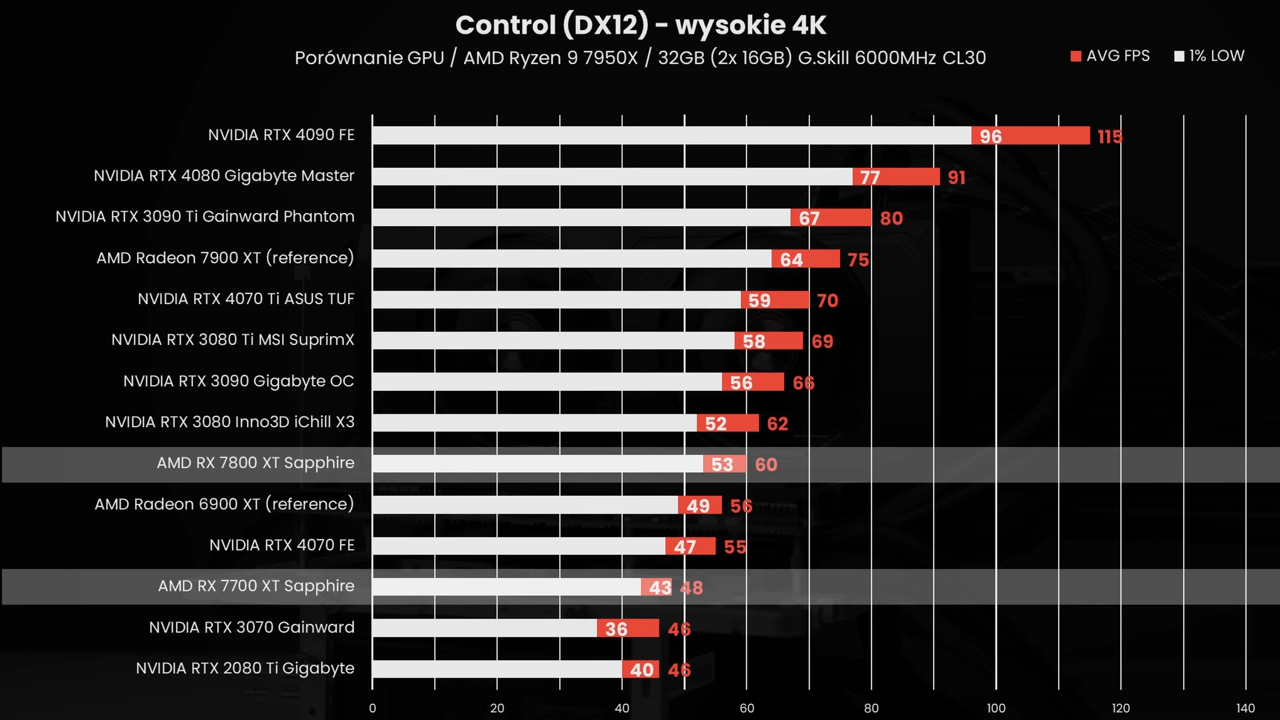 Control (DX12) - wysokie 4K
Porównanie GPU / AMD Ryzen 9 7950X / 32GB (2x 16GB) G.Skill 6000MHz CL30
AVG FPS 1% LOW
NVIDIA RTX 4090 FE 96 115
NVIDIA RTX 4080 Gigabyte Master 77 91
NVIDIA RTX 3090 Ti Gainward Phantom 67 80
AMD Radeon 7900 XT (reference) 64 75
NVIDIA RTX 4070 Ti ASUS TUF 59 70
NVIDIA RTX 3080 Ti MSI SuprimX 58 69
NVIDIA RTX 3090 Gigabyte OC 56 66
NVIDIA RTX 3080 Inno3D iChill X3 52 62
AMD RX 7800 XT Sapphire 53 60
AMD Radeon 6900 XT (reference) 49 56
NVIDIA RTX 4070 FE 47 55
AMD RX 7700 XT Sapphire 43 48
NVIDIA RTX 3070 Gainward 36 46
NVIDIA RTX 2080 Ti Gigabyte 40 46
0 20 40 60 80 100 120 140